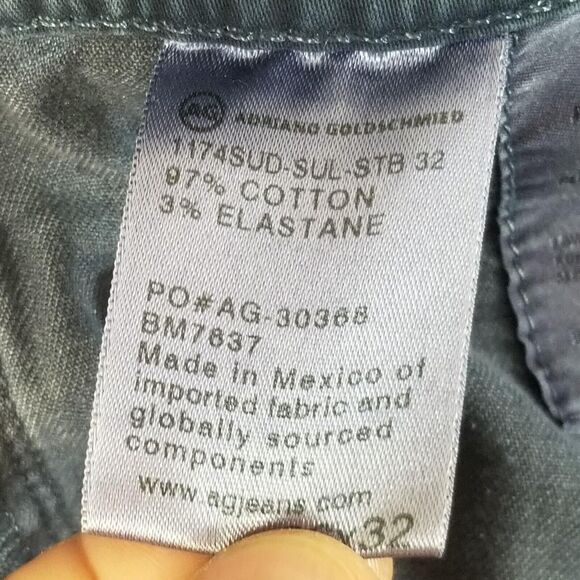 AG ADRIANO GOLDSCHMIED
1174SUD-SUL-STB 32
97% COTTON
3% ELASTANE
PO#AG-30368
BM7637
Made in Mexico of
imported fabric and
globally sourced
components
www.agjeans.com
32